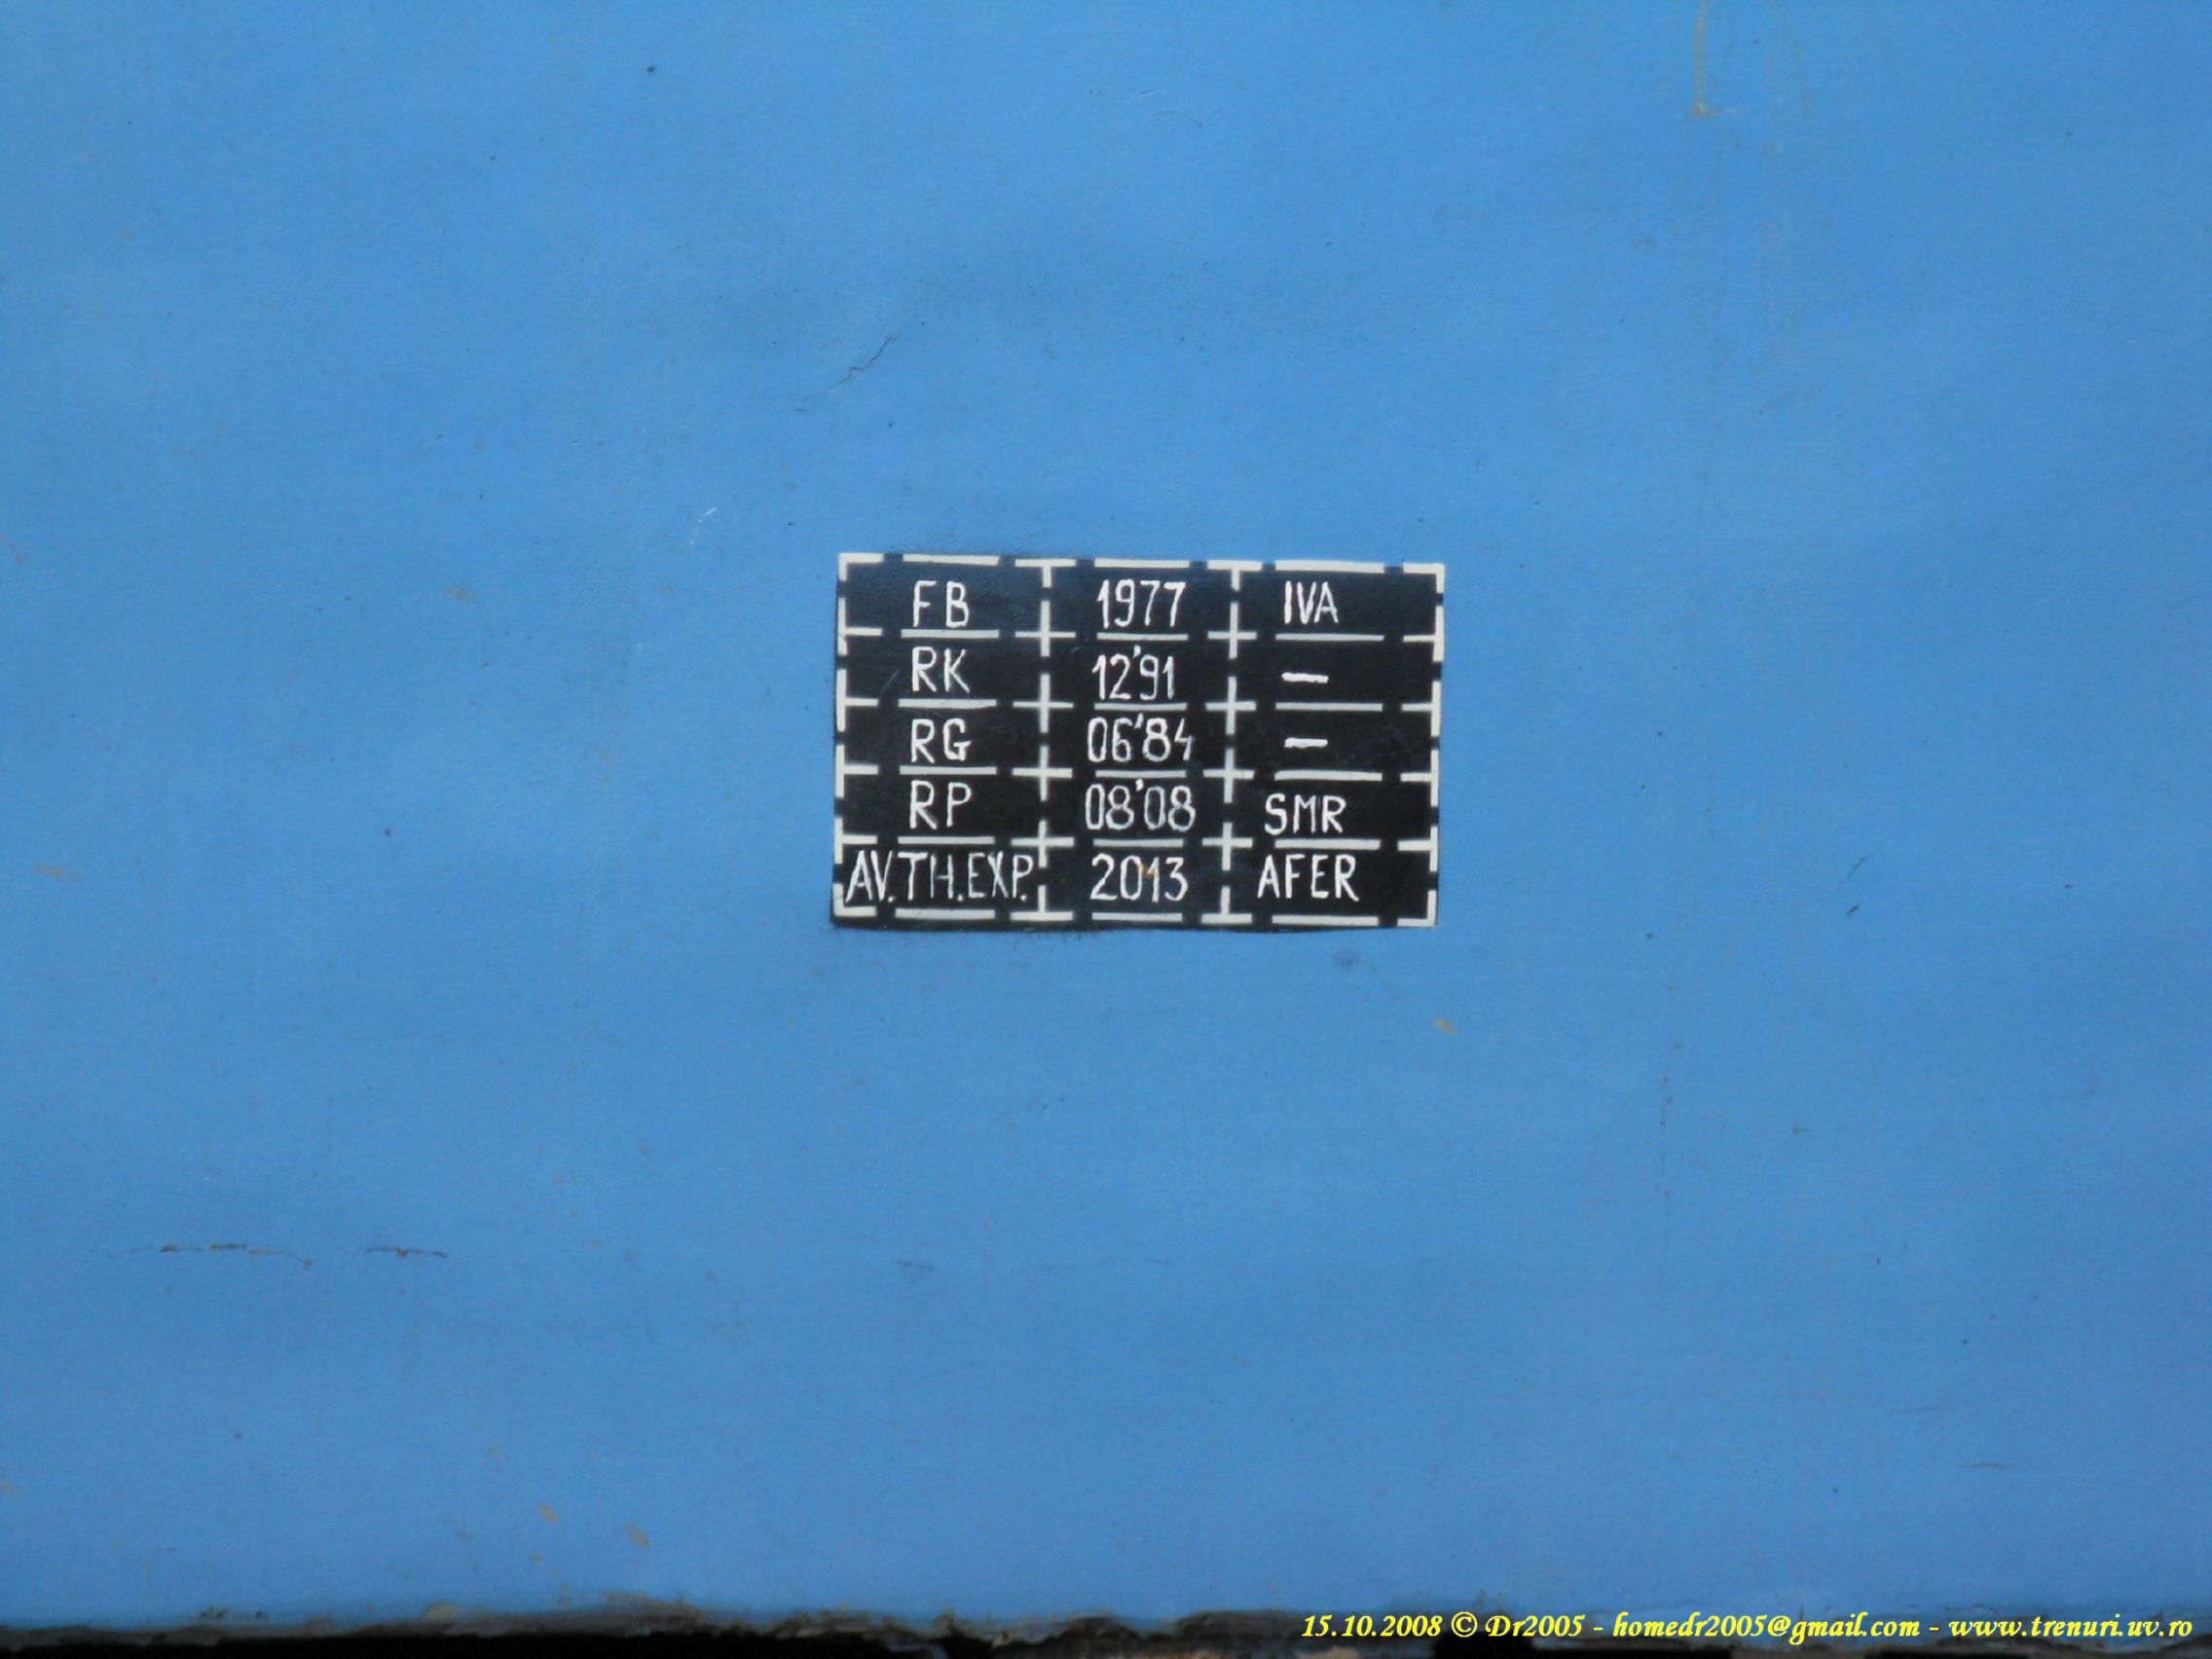 FB 1977 IVA
RK 12'91 –
RG 06'84 –
RP 08'08 SMR
AV.TH.EXP. 2013 AFER
15.10.2008 © Dr2005 - homedr2005@gmail.com - www.trenuri.uv.ro